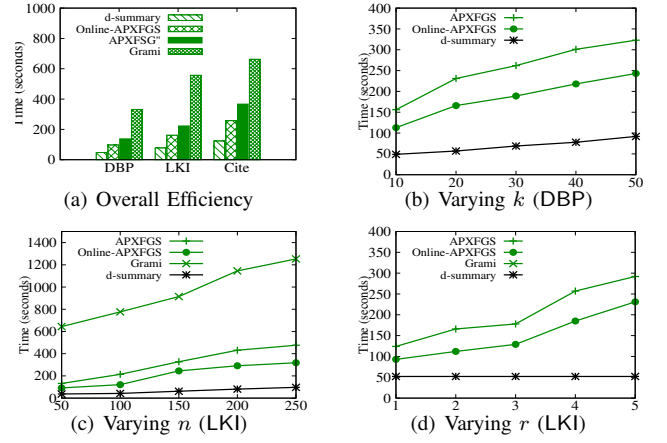 1000
800
600
400
200
0
Time (seconds)
d-summary
Online-APXFGS
APXFSG"
Grami
DBP LKI Cite
(a) Overall Efficiency
400
350
300
250
200
150
100
50
0
Time (seconds)
APXFGS
Online-APXFGS
d-summary
10 20 30 40 50
(b) Varying k (DBP)
1400
1200
1000
800
600
400
200
0
Time (seconds)
APXFGS
Online-APXFGS
Grami
d-summary
50 100 150 200 250
(c) Varying n (LKI)
400
350
300
250
200
150
100
50
0
Time (seconds)
APXFGS
Online-APXFGS
Grami
d-summary
1 2 3 4 5
(d) Varying r (LKI)